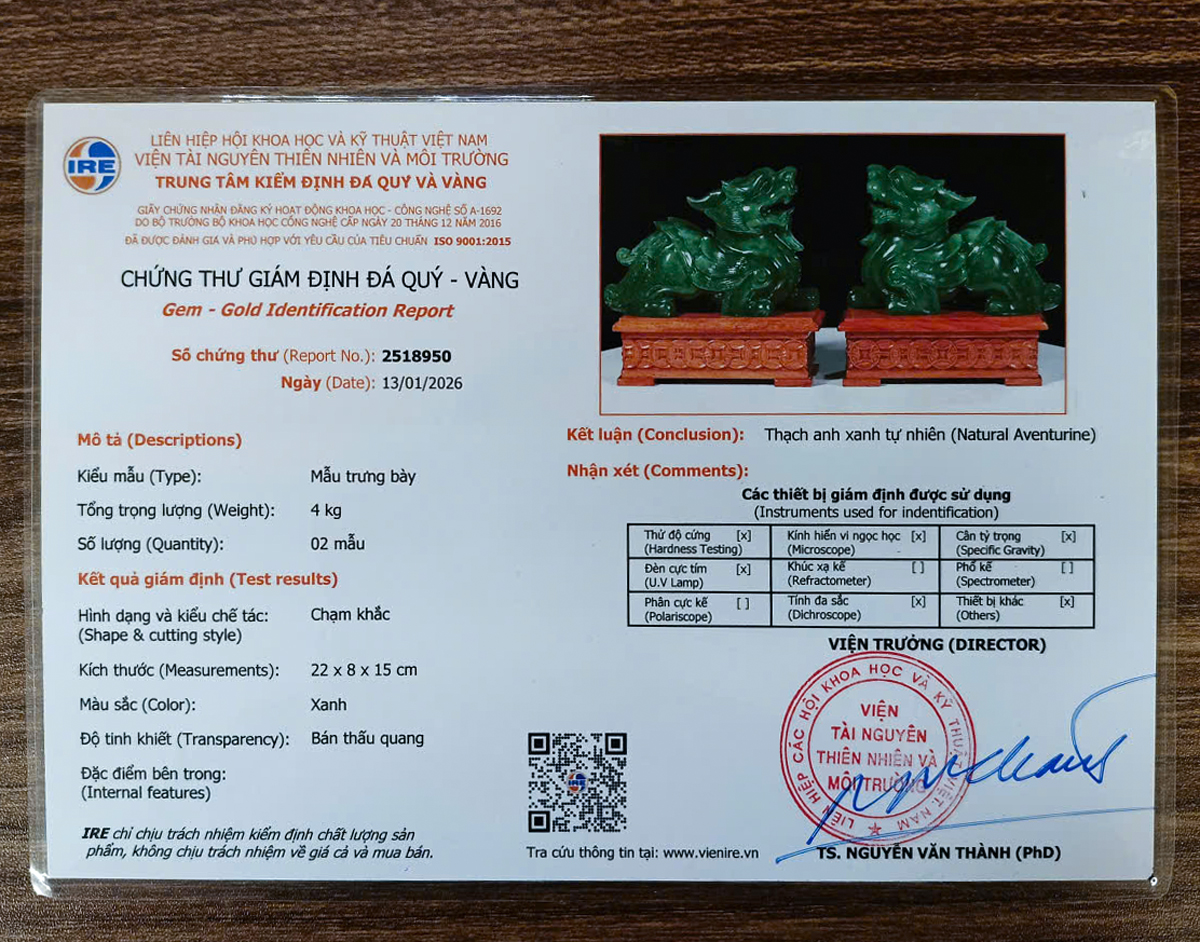 IRE
LIÊN HIỆP HỘI KHOA HỌC VÀ KỸ THUẬT VIỆT NAM
VIỆN TÀI NGUYÊN THIÊN NHIÊN VÀ MÔI TRƯỜNG
TRUNG TÂM KIỂM ĐỊNH ĐÁ QUÝ VÀ VÀNG
GIẤY CHỨNG NHẬN ĐĂNG KÝ HOẠT ĐỘNG KHOA HỌC - CÔNG NGHỆ SỐ A-1692
DO BỘ TRƯỞNG BỘ KHOA HỌC CÔNG NGHỆ CẤP NGÀY 20 THÁNG 12 NĂM 2016
ĐÃ ĐƯỢC ĐÁNH GIÁ VÀ PHÙ HỢP VỚI YÊU CẦU CỦA TIÊU CHUẨN ISO 9001:2015
CHỨNG THƯ GIÁM ĐỊNH ĐÁ QUÝ - VÀNG
Gem - Gold Identification Report
Số chứng thư (Report No.): 2518950
Ngày (Date): 13/01/2026
Mô tả (Descriptions)
Kiểu mẫu (Type): Mẫu trưng bày
Tổng trọng lượng (Weight): 4 kg
Số lượng (Quantity): 02 mẫu
Kết quả giám định (Test results)
Hình dạng và kiểu chế tác: Chạm khắc
(Shape & cutting style)
Kích thước (Measurements): 22 x 8 x 15 cm
Màu sắc (Color): Xanh
Độ tinh khiết (Transparency): Bán thấu quang
Đặc điểm bên trong:
(Internal features)
IRE chỉ chịu trách nhiệm kiểm định chất lượng sản
phẩm, không chịu trách nhiệm về giá cả và mua bán.
Kết luận (Conclusion): Thạch anh xanh tự nhiên (Natural Aventurine)
Nhận xét (Comments):
Các thiết bị giám định được sử dụng
(Instruments used for indentification)
Thử độ cứng [x] Kính hiển vi ngọc học [x] Cân tỷ trọng [x]
(Hardness Testing) (Microscope) (Specific Gravity)
Đèn cực tím [x] Khúc xạ kế [ ] Phổ kế [ ]
(U.V Lamp) (Refractometer) (Spectrometer)
Phân cực kế [ ] Tính đa sắc [x] Thiết bị khác [x]
(Polariscope) (Dichroscope) (Others)
VIỆN TRƯỞNG (DIRECTOR)
LIÊN HIỆP CÁC HỘI KHOA HỌC VÀ KỸ THUẬT VIỆT NAM
VIỆN
TÀI NGUYÊN
THIÊN NHIÊN VÀ
MÔI TRƯỜNG
IRE
Tra cứu thông tin tại: www.vienire.vn
TS. NGUYỄN VĂN THÀNH (PhD)